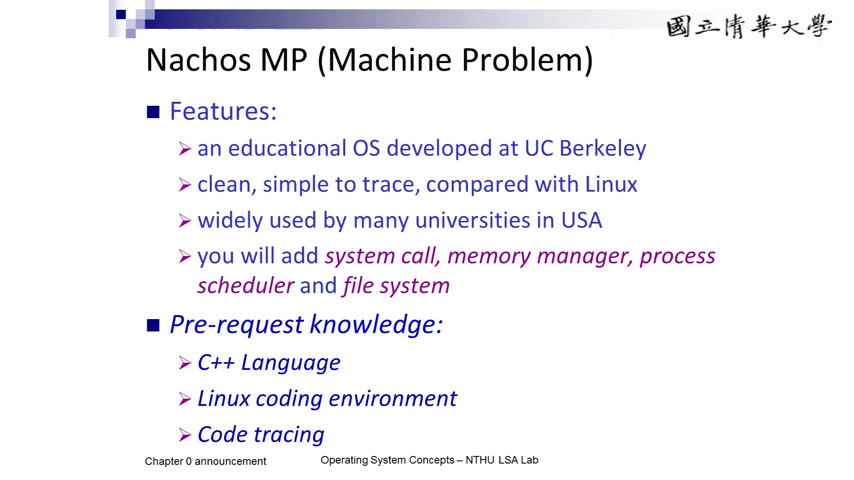 國立清華大學
Nachos MP (Machine Problem)
Features:
an educational OS developed at UC Berkeley
clean, simple to trace, compared with Linux
widely used by many universities in USA
you will add system call, memory manager, process
scheduler and file system
Pre-request knowledge:
C++ Language
Linux coding environment
Code tracing
Chapter 0 announcement
Operating System Concepts – NTHU LSA Lab